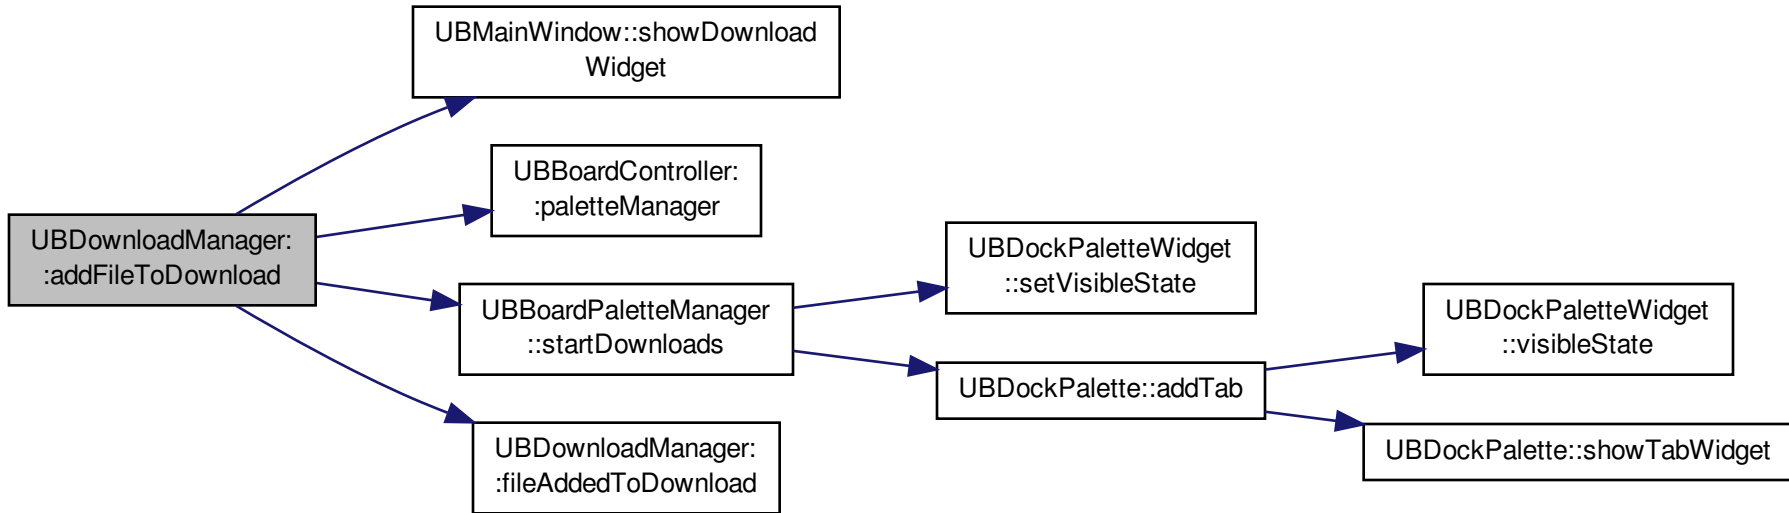 UBMainWindow::showDownload
Widget
UBBoardController:
:paletteManager
UBDownloadManager:
:addFileToDownload
UBDockPaletteWidget
::setVisibleState
UBBoardPaletteManager
::startDownloads
UBDockPaletteWidget
::visibleState
UBDockPalette::addTab
UBDockPalette::showTabWidget
UBDownloadManager:
:fileAddedToDownload